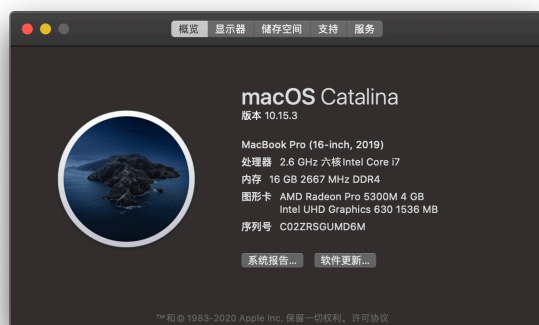 概览 显示器 储存空间 支持 服务
macOS Catalina
版本 10.15.3
MacBook Pro (16-inch, 2019)
处理器 2.6 GHz 六核Intel Core i7
内存 16 GB 2667 MHz DDR4
图形卡 AMD Radeon Pro 5300M 4 GB
Intel UHD Graphics 630 1536 MB
序列号 C02ZRSGUMD6M
系统报告... 软件更新...
™和© 1983-2020 Apple Inc. 保留一切权利。许可协议